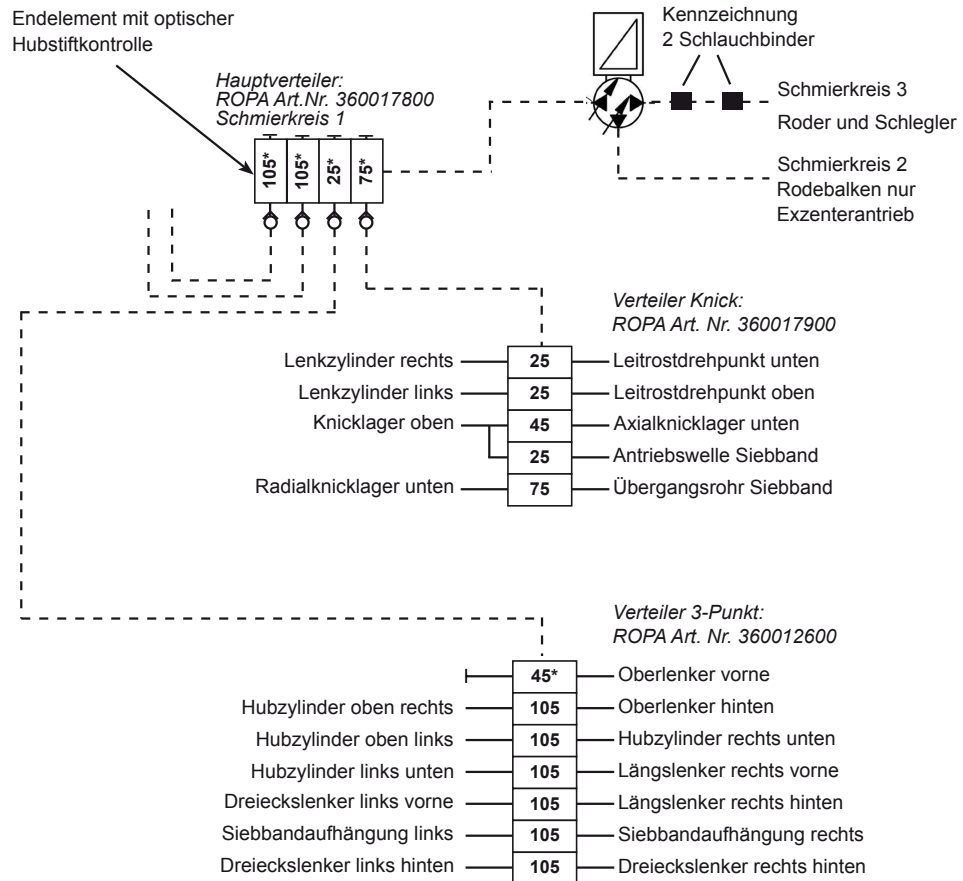 Endelement mit optischer
Hubstiftkontrolle
Hauptverteiler:
ROPA Art.Nr. 360017800
Schmierkreis 1
105*
105*
25*
75*
Kennzeichnung
2 Schlauchbinder
Schmierkreis 3
Roder und Schlegler
Schmierkreis 2
Rodebalken nur
Exzenterantrieb
Verteiler Knick:
ROPA Art. Nr. 360017900
Lenkzylinder rechts 25 Leitrostdrehpunkt unten
Lenkzylinder links 25 Leitrostdrehpunkt oben
Knicklager oben 45 Axialknicklager unten
25 Antriebswelle Siebband
Radialknicklager unten 75 Übergangsrohr Siebband
Verteiler 3-Punkt:
ROPA Art. Nr. 360012600
45* Oberlenker vorne
Hubzylinder oben rechts 105 Oberlenker hinten
Hubzylinder oben links 105 Hubzylinder rechts unten
Hubzylinder links unten 105 Längslenker rechts vorne
Dreieckslenker links vorne 105 Längslenker rechts hinten
Siebbandaufhängung links 105 Siebbandaufhängung rechts
Dreieckslenker links hinten 105 Dreieckslenker rechts hinten